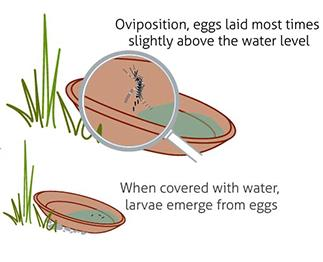 Oviposition, eggs laid most times
slightly above the water level
When covered with water,
larvae emerge from eggs